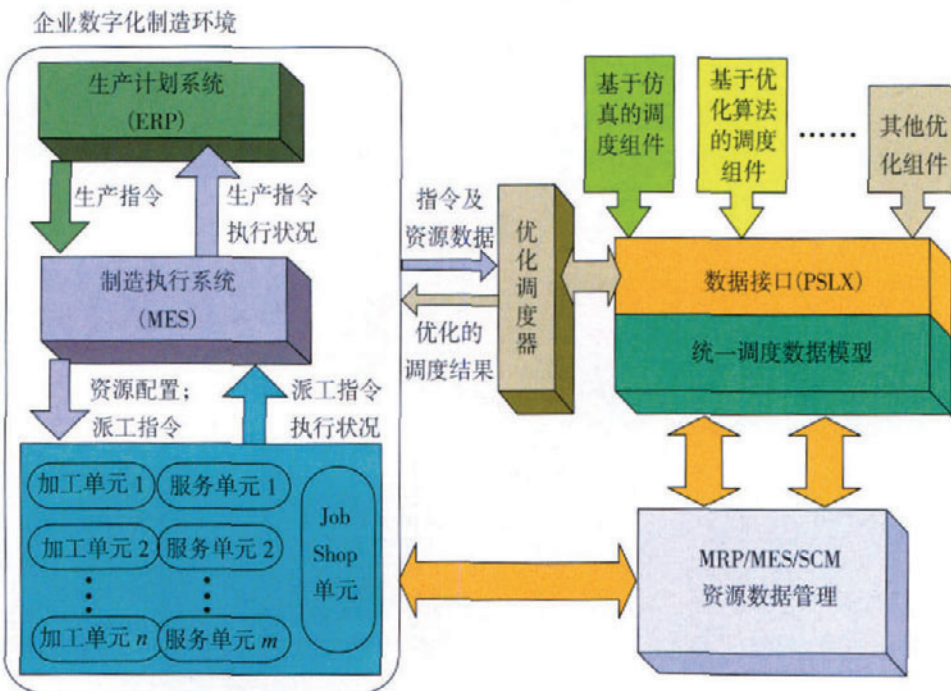 企业数字化制造环境
生产计划系统
(ERP)
生产指令
生产指令
执行状况
制造执行系统
(MES)
资源配置;
派工指令
派工指令
执行状况
加工单元1
服务单元1
加工单元2
服务单元2
加工单元n
服务单元m
Job
Shop
单元
指令及
资源数据
优化的
调度结果
优
化
调
度
器
基于仿
真的调
度组件
基于优
化算法
的调度
组件
……
其他优
化组件
数据接口(PSLX)
统一调度数据模型
MRP/MES/SCM
资源数据管理